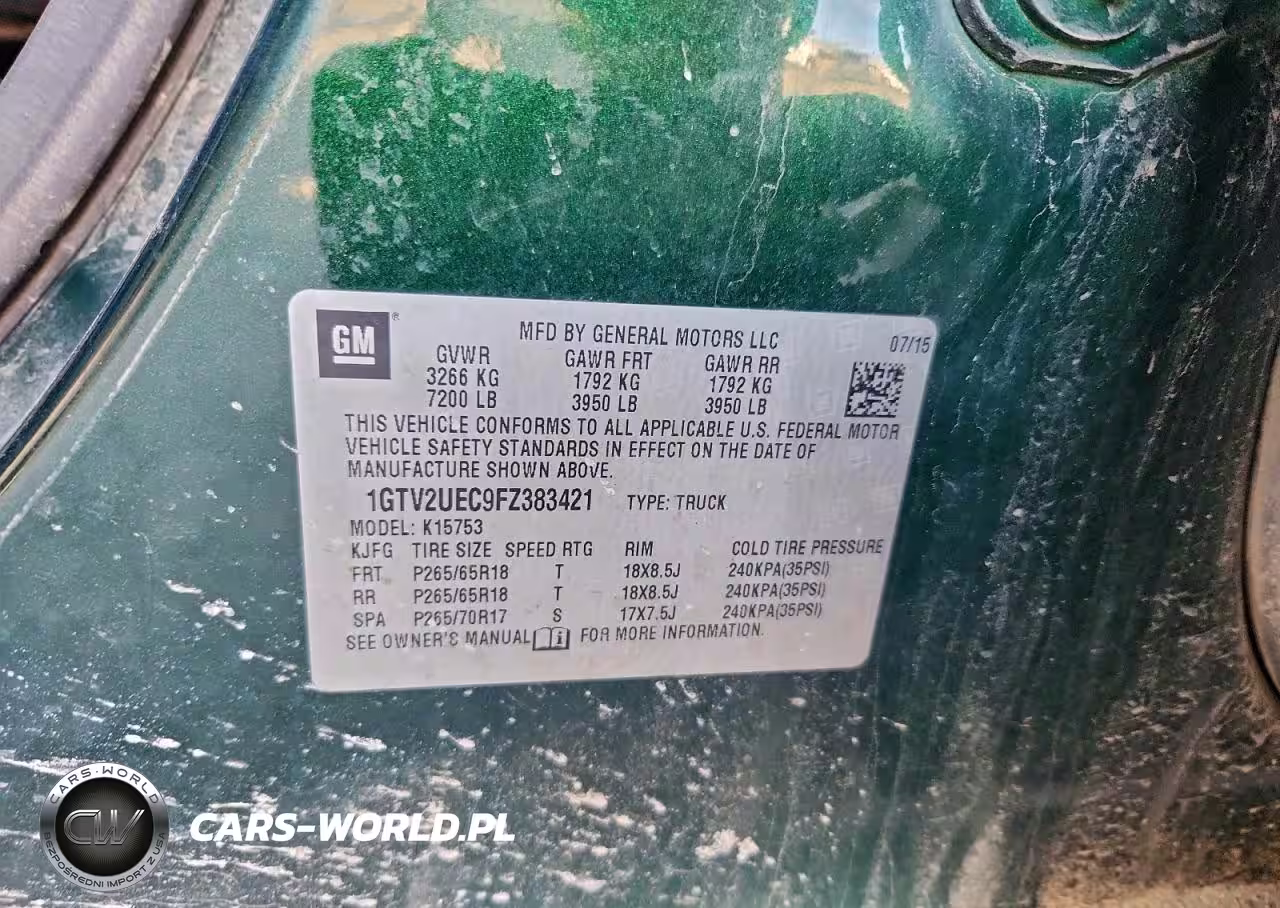 GM ®
MFD BY GENERAL MOTORS LLC 07/15
GVWR GAWR FRT GAWR RR
3266 KG 1792 KG 1792 KG
7200 LB 3950 LB 3950 LB
THIS VEHICLE CONFORMS TO ALL APPLICABLE U.S. FEDERAL MOTOR
VEHICLE SAFETY STANDARDS IN EFFECT ON THE DATE OF
MANUFACTURE SHOWN ABOVE.
1GTV2UEC9FZ383421 TYPE: TRUCK
MODEL: K15753
KJFG TIRE SIZE SPEED RTG RIM COLD TIRE PRESSURE
FRT P265/65R18 T 18X8.5J 240KPA(35PSI)
RR P265/65R18 T 18X8.5J 240KPA(35PSI)
SPA P265/70R17 S 17X7.5J 240KPA(35PSI)
SEE OWNER'S MANUAL i FOR MORE INFORMATION.
CARS-WORLD
CW
BEZPOŚREDNI IMPORT Z USA
CARS-WORLD.PL